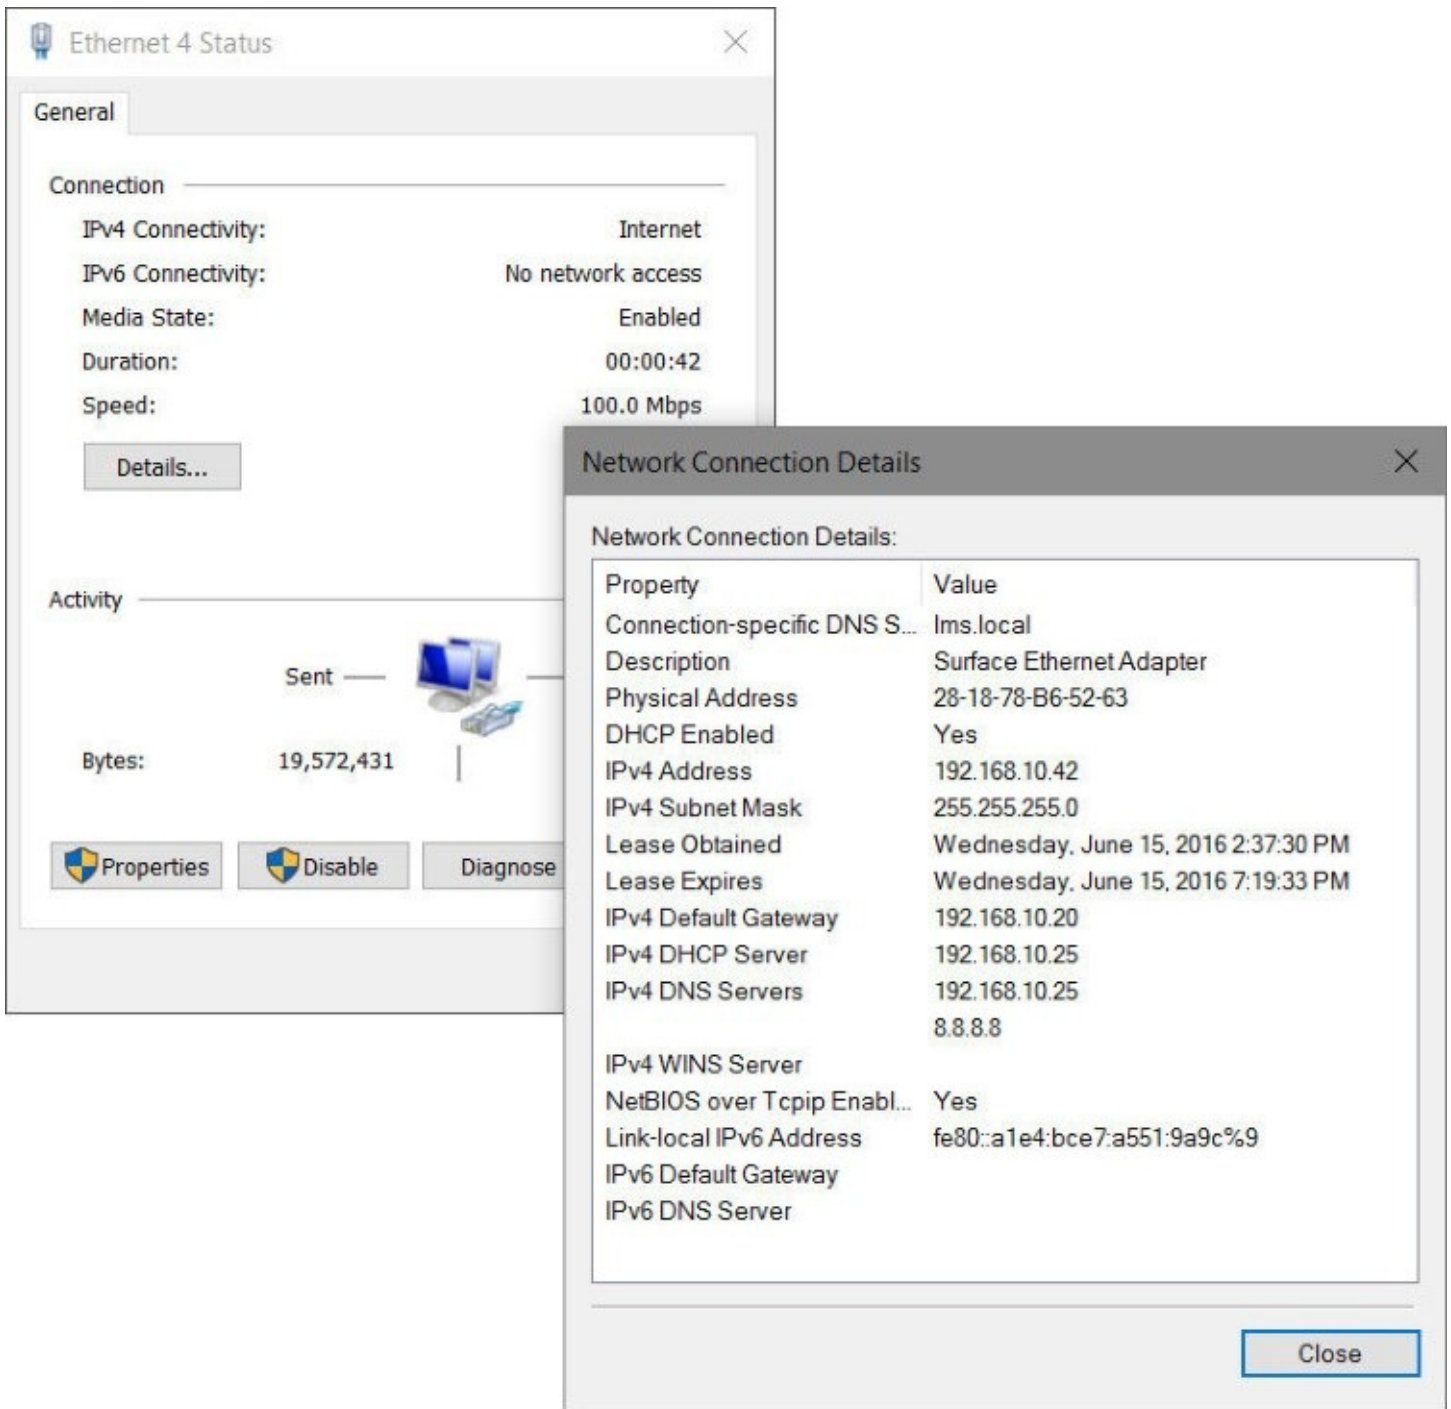 Ethernet 4 Status
General
Connection
IPv4 Connectivity: Internet
IPv6 Connectivity: No network access
Media State: Enabled
Duration: 00:00:42
Speed: 100.0 Mbps
Details...
Activity
Sent
Bytes: 19,572,431
Properties Disable Diagnose
Network Connection Details
Network Connection Details:
Property Value
Connection-specific DNS S... lms.local
Description Surface Ethernet Adapter
Physical Address 28-18-78-B6-52-63
DHCP Enabled Yes
IPv4 Address 192.168.10.42
IPv4 Subnet Mask 255.255.255.0
Lease Obtained Wednesday, June 15, 2016 2:37:30 PM
Lease Expires Wednesday, June 15, 2016 7:19:33 PM
IPv4 Default Gateway 192.168.10.20
IPv4 DHCP Server 192.168.10.25
IPv4 DNS Servers 192.168.10.25
8.8.8.8
IPv4 WINS Server
NetBIOS over Tcpip Enabl... Yes
Link-local IPv6 Address fe80::a1e4:bce7:a551:9a9c%9
IPv6 Default Gateway
IPv6 DNS Server
Close